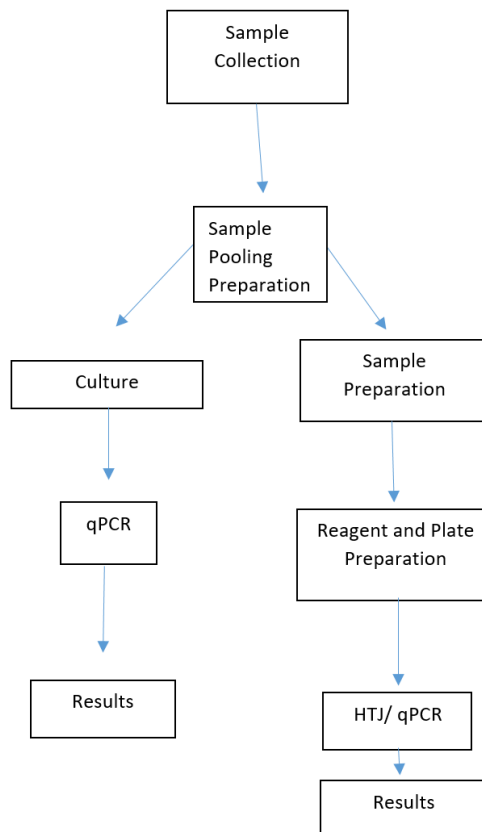 Sample
Collection
Sample
Pooling
Preparation
Culture
Sample
Preparation
qPCR
Reagent and Plate
Preparation
Results
HTJ/ qPCR
Results